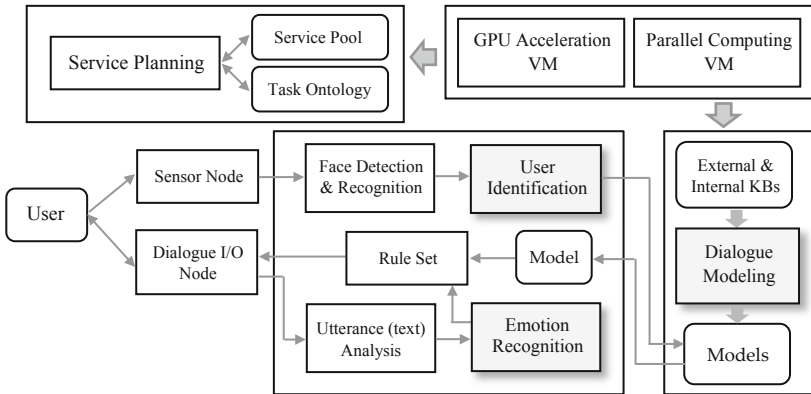 Service Planning
Service Pool
Task Ontology
GPU Acceleration
VM
Parallel Computing
VM
User
Sensor Node
Dialogue I/O
Node
Face Detection
& Recognition
User
Identification
Rule Set
Model
Utterance (text)
Analysis
Emotion
Recognition
External &
Internal KBs
Dialogue
Modeling
Models